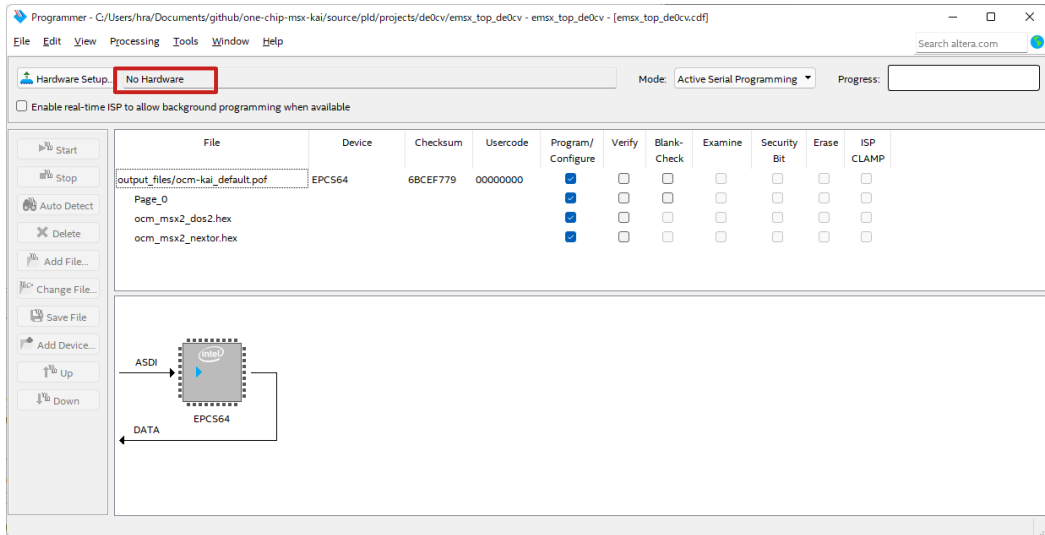 Programmer - C:/Users/hra/Documents/github/one-chip-msx-kai/source/pld/projects/de0cv/emsx_top_de0cv - emsx_top_de0cv - [emsx_top_de0cv.cdf]
File Edit View Processing Tools Window Help
Search altera.com
Hardware Setup... No Hardware Mode: Active Serial Programming Progress:
Enable real-time ISP to allow background programming when available
Start
Stop
Auto Detect
Delete
Add File...
Change File...
Save File
Add Device...
Up
Down
File Device Checksum Usercode Program/ Verify Blank- Examine Security Erase ISP
Configure Check Bit CLAMP
output_files/ocm-kai_default.pof EPCS64 6BCEF779 00000000
Page_0
ocm_msx2_dos2.hex
ocm_msx2_nextor.hex
intel
ASDI
EPCS64
DATA